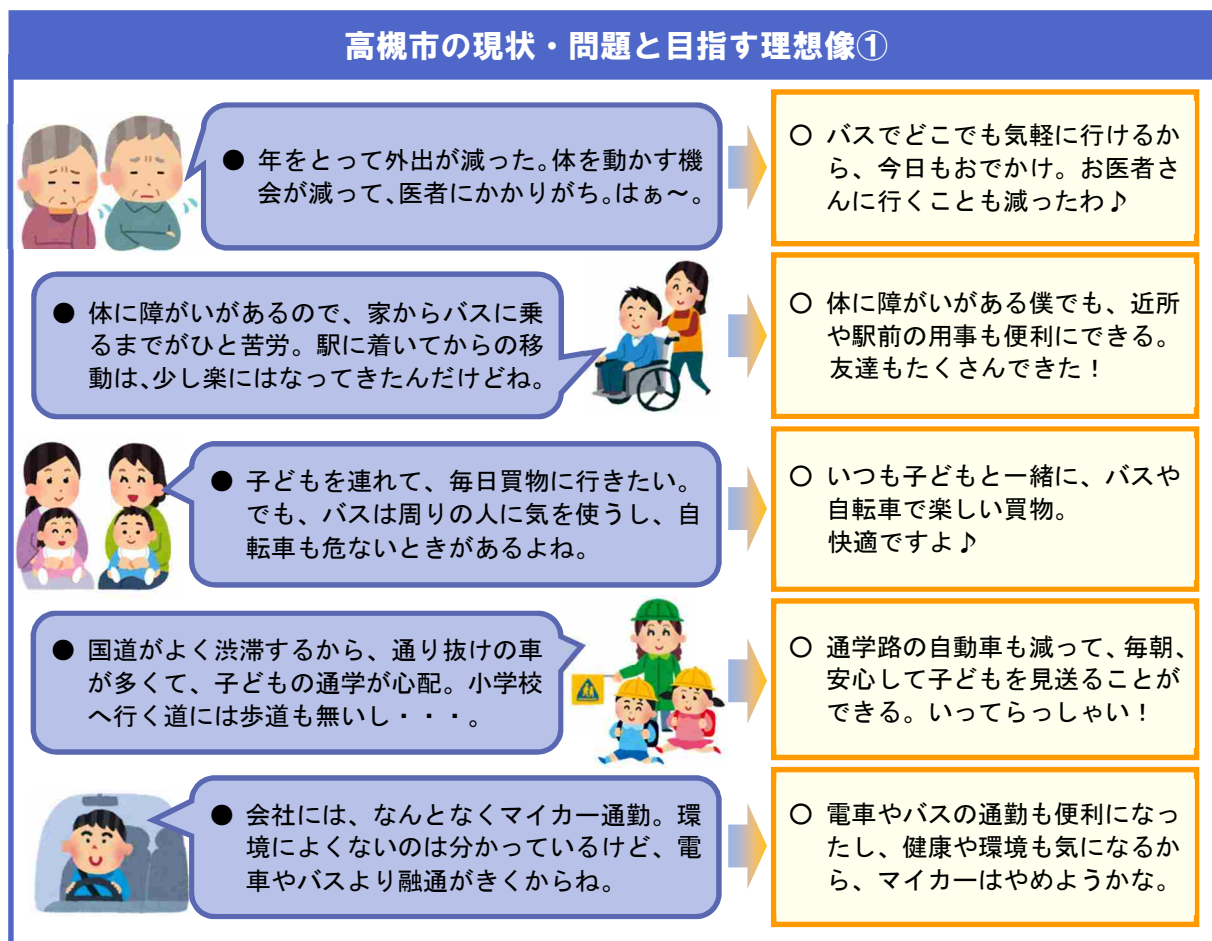 高槻市の現状・問題と目指す理想像①
● 年をとって外出が減った。体を動かす機
会が減って、医者にかかりがち。はぁ～。
○ バスでどこでも気軽に行けるか
ら、今日もおでかけ。お医者さ
んに行くことも減ったわ♪
● 体に障がいがあるので、家からバスに乗
るまでがひと苦労。駅に着いてからの移
動は、少し楽にはなってきたんだけどね。
○ 体に障がいがある僕でも、近所
や駅前の用事も便利にできる。
友達もたくさんできた！
● 子どもを連れて、毎日買物に行きたい。
でも、バスは周りの人に気を使うし、自
転車も危ないときがあるよね。
○ いつも子どもと一緒に、バスや
自転車で楽しい買物。
快適ですよ♪
● 国道がよく渋滞するから、通り抜けの車
が多くて、子どもの通学が心配。小学校
へ行く道には歩道も無いし・・・。
○ 通学路の自動車も減って、毎朝、
安心して子どもを見送ることが
できる。いってらっしゃい！
● 会社には、なんとなくマイカー通勤。環
境によくないのは分かっているけど、電
車やバスより融通がきくからね。
○ 電車やバスの通勤も便利になっ
たし、健康や環境も気になるか
ら、マイカーはやめようかな。